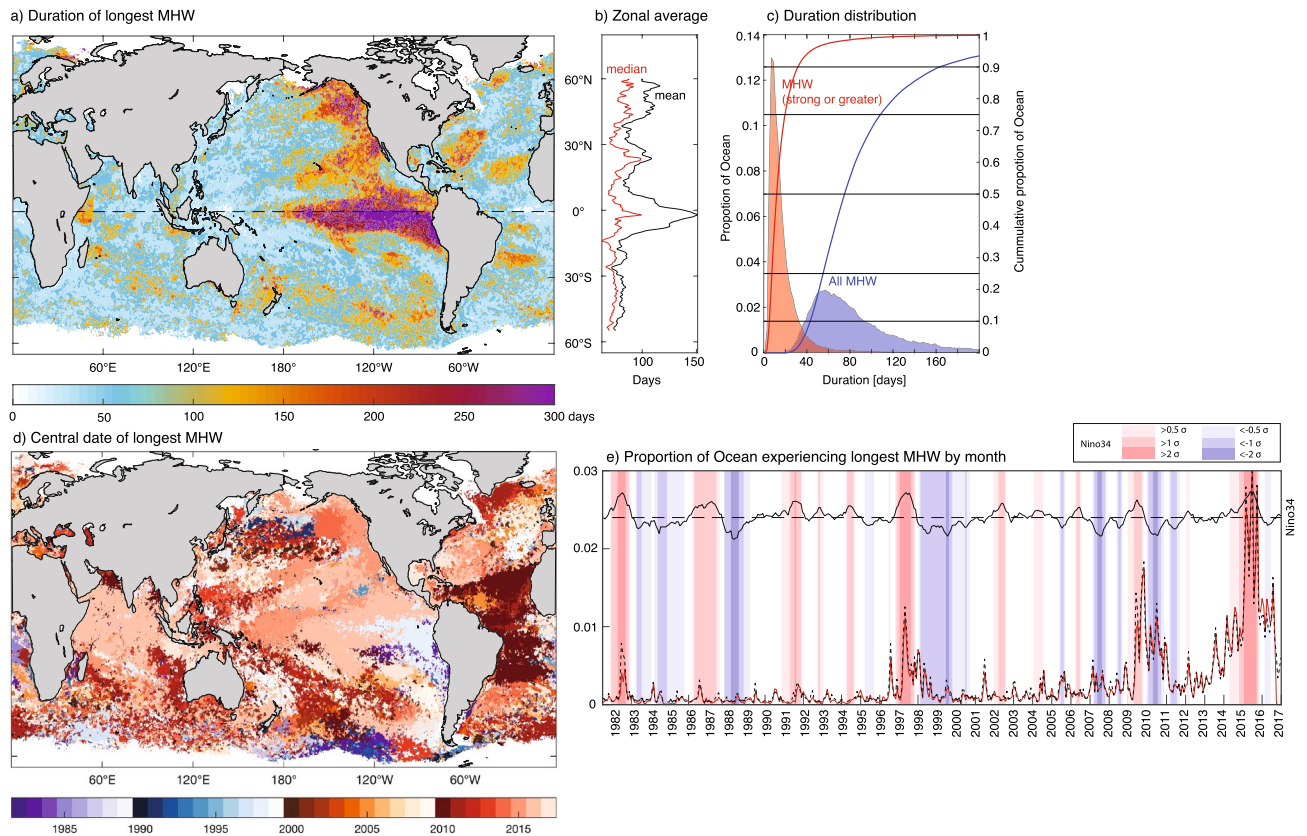 a) Duration of longest MHW
60°N
30°N
0°
30°S
60°S
60°E
120°E
180°
120°W
60°W
0
50
100
150
200
250
300 days
b) Zonal average
median
mean
100
150
Days
c) Duration distribution
0.14
0.12
0.1
0.08
0.06
0.04
0.02
0
Propotion of Ocean
MHW
(strong or greater)
All MHW
1
0.9
0.8
0.7
0.6
0.5
0.4
0.3
0.2
0.1
0
Cummulative proportion of Ocean
0
40
80
120
160
Duration [days]
d) Central date of longest MHW
60°E
120°E
180°
120°W
60°W
1985
1990
1995
2000
2005
2010
2015
Nino34
>0.5 σ
>1 σ
>2 σ
<-0.5 σ
<-1 σ
<-2 σ
e) Proportion of Ocean experiencing longest MHW by month
0.03
0.02
0.01
0
Nino34
1982
1983
1984
1985
1986
1987
1988
1989
1990
1991
1992
1993
1994
1995
1996
1997
1998
1999
2000
2001
2002
2003
2004
2005
2006
2007
2008
2009
2010
2011
2012
2013
2014
2015
2016
2017